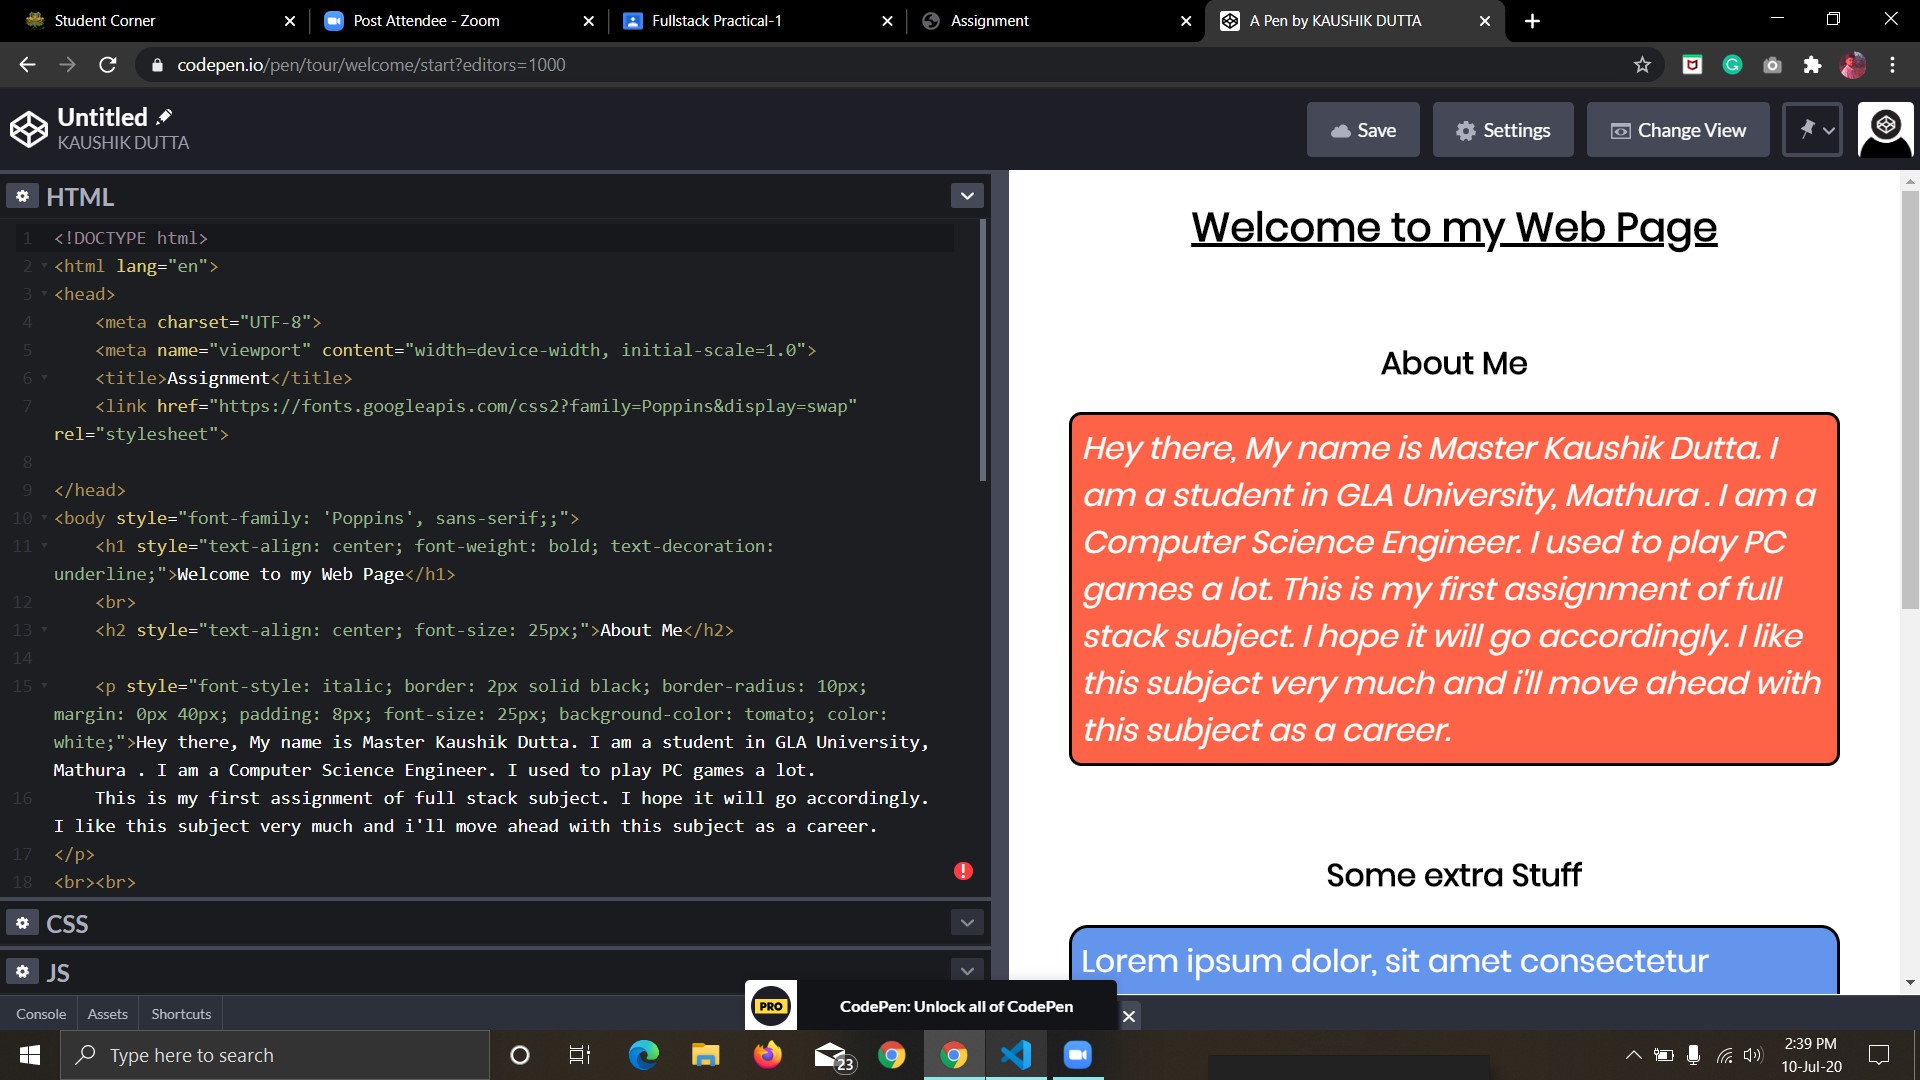 Student Corner
Post Attendee - Zoom
Fullstack Practical-1
Assignment
A Pen by KAUSHIK DUTTA
codepen.io/pen/tour/welcome/start?editors=1000
Untitled
KAUSHIK DUTTA
Save
Settings
Change View
HTML
1 <!DOCTYPE html>
2 <html lang="en">
3 <head>
4 <meta charset="UTF-8">
5 <meta name="viewport" content="width=device-width, initial-scale=1.0">
6 <title>Assignment</title>
7 <link href="https://fonts.googleapis.com/css2?family=Poppins&display=swap"
rel="stylesheet">
8
9 </head>
10 <body style="font-family: 'Poppins', sans-serif;;">
11 <h1 style="text-align: center; font-weight: bold; text-decoration:
underline;">Welcome to my Web Page</h1>
12 <br>
13 <h2 style="text-align: center; font-size: 25px;">About Me</h2>
14
15 <p style="font-style: italic; border: 2px solid black; border-radius: 10px;
margin: 0px 40px; padding: 8px; font-size: 25px; background-color: tomato; color:
white;">Hey there, My name is Master Kaushik Dutta. I am a student in GLA University,
Mathura . I am a Computer Science Engineer. I used to play PC games a lot.
16 This is my first assignment of full stack subject. I hope it will go accordingly.
I like this subject very much and i'll move ahead with this subject as a career.
17 </p>
18 <br><br>
CSS
JS
Welcome to my Web Page
About Me
Hey there, My name is Master Kaushik Dutta. I
am a student in GLA University, Mathura . I am a
Computer Science Engineer. I used to play PC
games a lot. This is my first assignment of full
stack subject. I hope it will go accordingly. I like
this subject very much and i'll move ahead with
this subject as a career.
Some extra Stuff
Lorem ipsum dolor, sit amet consectetur
Console
Assets
Shortcuts
PRO
CodePen: Unlock all of CodePen
Type here to search
23
2:39 PM
10-Jul-20